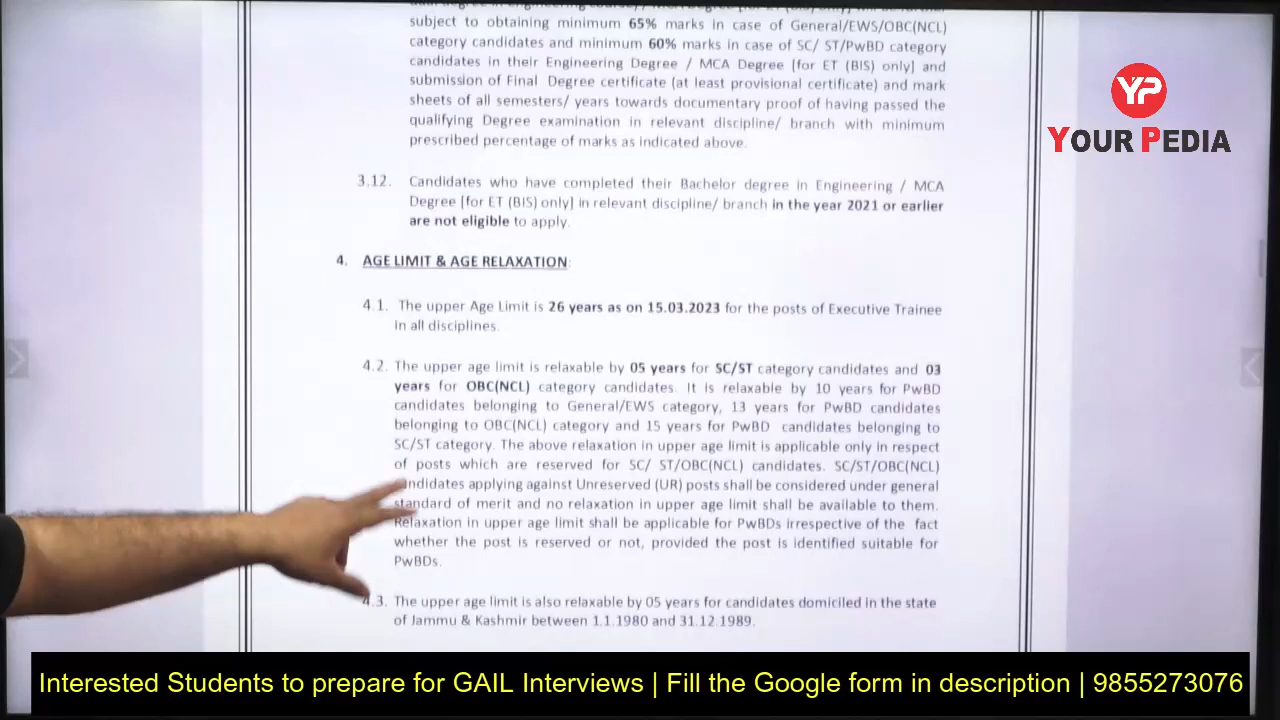 subject to obtaining minimum 65% marks in case of General/EWS/OBC(NCL)
category candidates and minimum 60% marks in case of SC/ ST/PwBD category
candidates in their Engineering Degree / MCA Degree [for ET (BIS) only] and
submission of Final Degree certificate (at least provisional certificate) and mark
sheets of all semesters/ years towards documentary proof of having passed the
qualifying Degree examination in relevant discipline/ branch with minimum
prescribed percentage of marks as indicated above.
3.12. Candidates who have completed their Bachelor degree in Engineering / MCA
Degree [for ET (BIS) only] in relevant discipline/ branch in the year 2021 or earlier
are not eligible to apply.
4. AGE LIMIT & AGE RELAXATION:
4.1. The upper Age Limit is 26 years as on 15.03.2023 for the posts of Executive Trainee
in all disciplines.
4.2. The upper age limit is relaxable by 05 years for SC/ST category candidates and 03
years for OBC(NCL) category candidates. It is relaxable by 10 years for PwBD
candidates belonging to General/EWS category, 13 years for PwBD candidates
belonging to OBC(NCL) category and 15 years for PwBD candidates belonging to
SC/ST category. The above relaxation in upper age limit is applicable only in respect
of posts which are reserved for SC/ ST/OBC(NCL) candidates. SC/ST/OBC(NCL)
candidates applying against Unreserved (UR) posts shall be considered under general
standard of merit and no relaxation in upper age limit shall be available to them.
Relaxation in upper age limit shall be applicable for PwBDs irrespective of the fact
whether the post is reserved or not, provided the post is identified suitable for
PwBDs.
4.3. The upper age limit is also relaxable by 05 years for candidates domiciled in the state
of Jammu & Kashmir between 1.1.1980 and 31.12.1989.
YP
YOUR PEDIA
Interested Students to prepare for GAIL Interviews | Fill the Google form in description | 9855273076